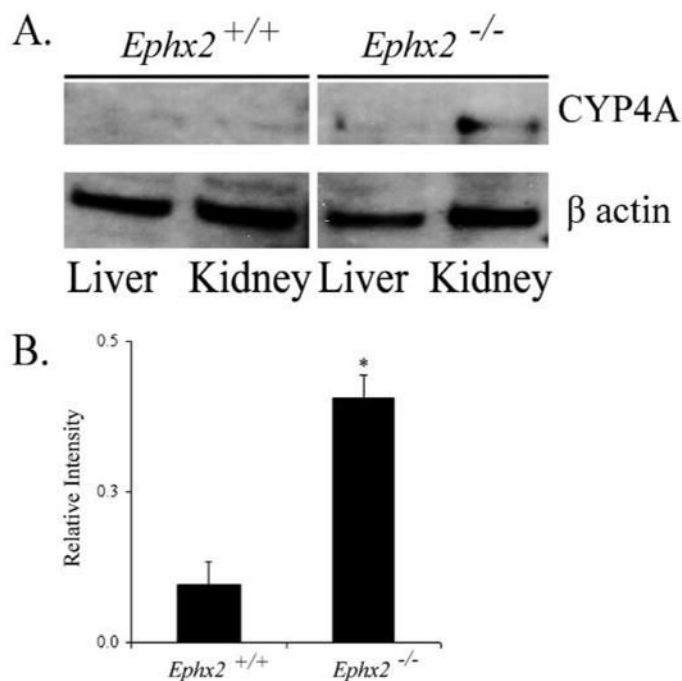 A.
Ephx2 +/+ Ephx2 -/-
CYP4A
β actin
Liver Kidney Liver Kidney
B.
0.5
*
0.3
0.0
Relative Intensity
Ephx2 +/+ Ephx2 -/-